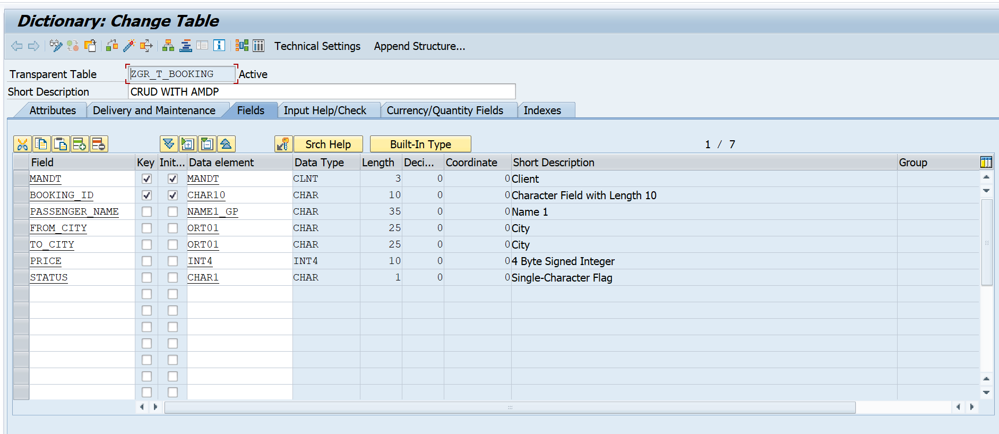 Dictionary: Change Table
Technical Settings Append Structure...
Transparent Table ZGR_T_BOOKING Active
Short Description CRUD WITH AMDP
Attributes Delivery and Maintenance Fields Input Help/Check Currency/Quantity Fields Indexes
Srch Help Built-In Type 1 / 7
Field Key Init... Data element Data Type Length Deci... Coordinate Short Description Group
MANDT MANDT CLNT 3 0 0 Client
BOOKING_ID CHAR10 CHAR 10 0 0 Character Field with Length 10
PASSENGER_NAME NAME1_GP CHAR 35 0 0 Name 1
FROM_CITY ORT01 CHAR 25 0 0 City
TO_CITY ORT01 CHAR 25 0 0 City
PRICE INT4 INT4 10 0 0 4 Byte Signed Integer
STATUS CHAR1 CHAR 1 0 0 Single-Character Flag